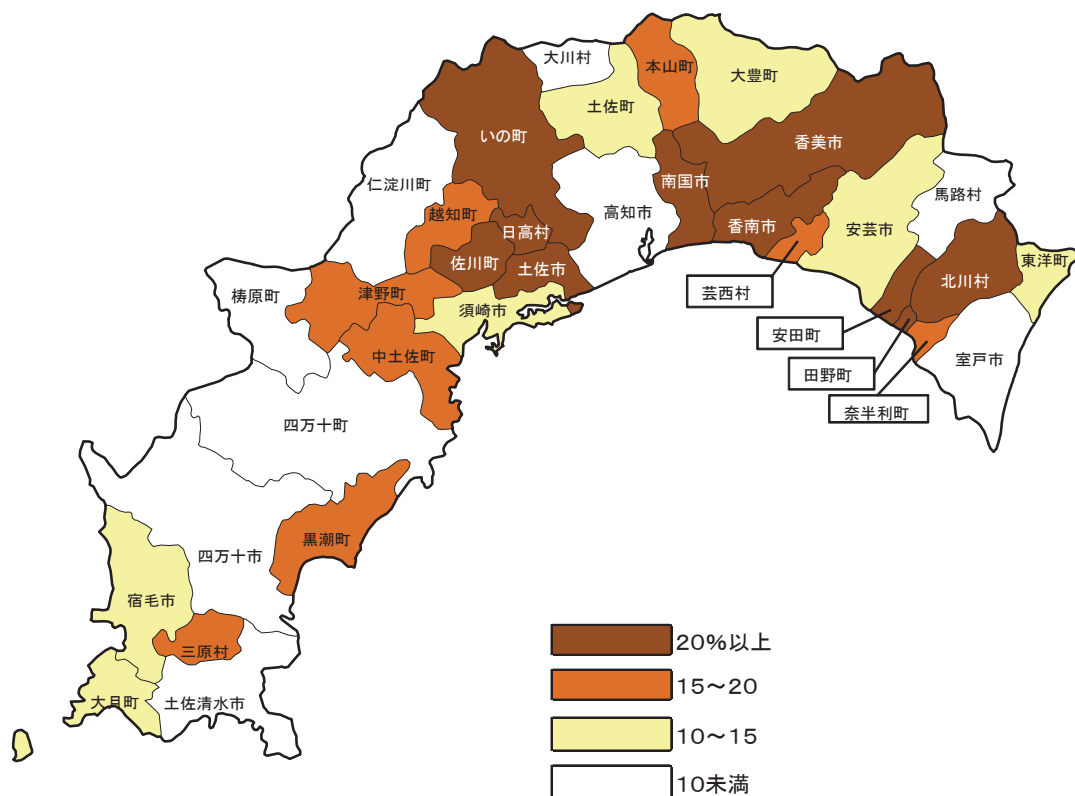 大川村
本山町
大豊町
土佐町
いの町
香美市
仁淀川町
南国市
馬路村
越知町
高知市
香南市
安芸市
日高村
東洋町
佐川町
土佐市
北川村
梼原町
津野町
芸西村
須崎市
安田町
中土佐町
室戸市
田野町
奈半利町
四万十町
黒潮町
四万十市
宿毛市
三原村
大月町
土佐清水市
20%以上
15～20
10～15
10未満